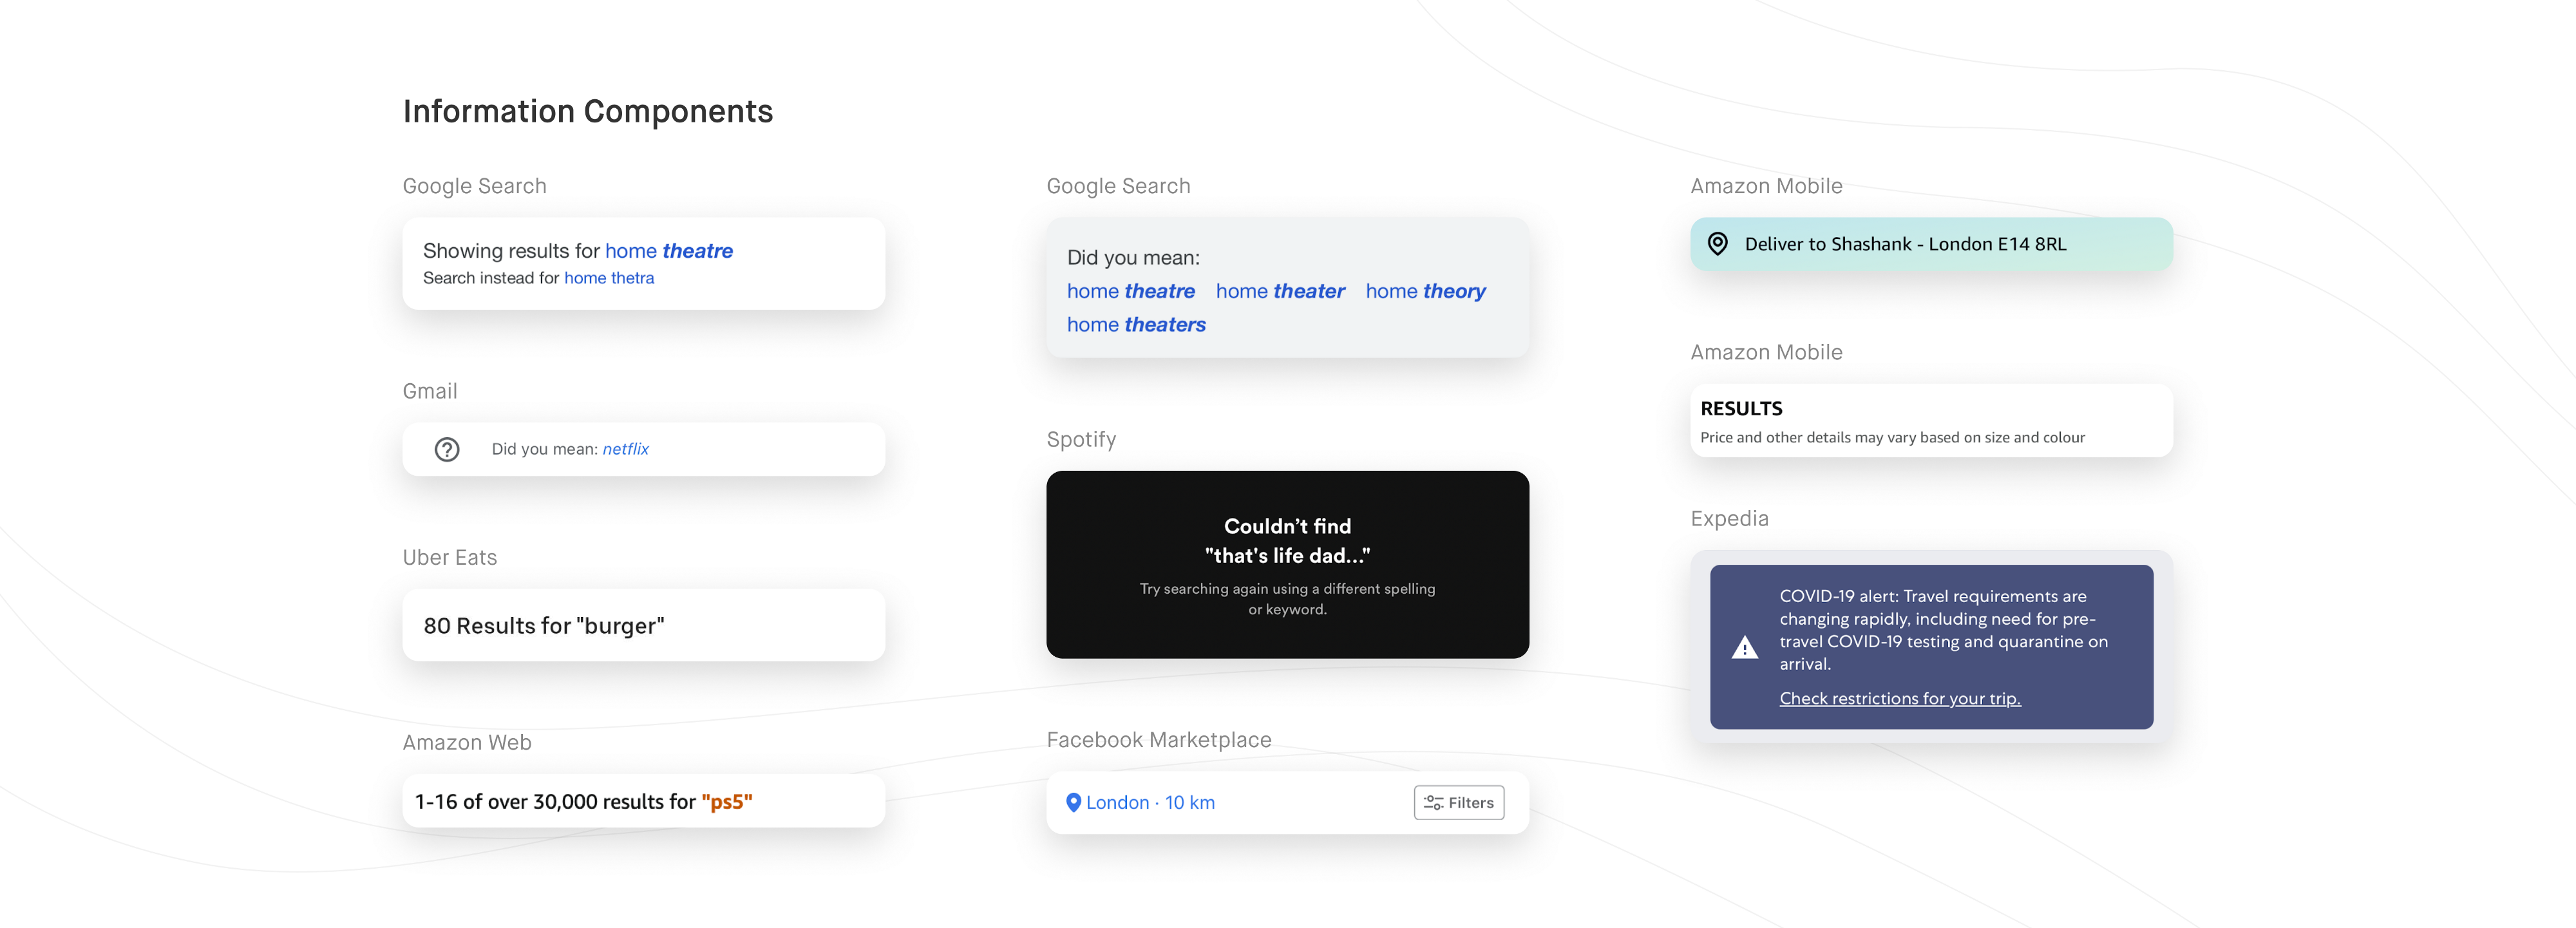 Information Components
Google Search
Showing results for home theatre
Search instead for home thetra
Gmail
Did you mean: netflix
Uber Eats
80 Results for "burger"
Amazon Web
1-16 of over 30,000 results for "ps5"
Google Search
Did you mean:
home theatre home theater home theory
home theaters
Spotify
Couldn’t find
"that's life dad..."
Try searching again using a different spelling
or keyword.
Facebook Marketplace
London · 10 km
Filters
Amazon Mobile
Deliver to Shashank - London E14 8RL
Amazon Mobile
RESULTS
Price and other details may vary based on size and colour
Expedia
COVID-19 alert: Travel requirements are
changing rapidly, including need for pre-
travel COVID-19 testing and quarantine on
arrival.
Check restrictions for your trip.